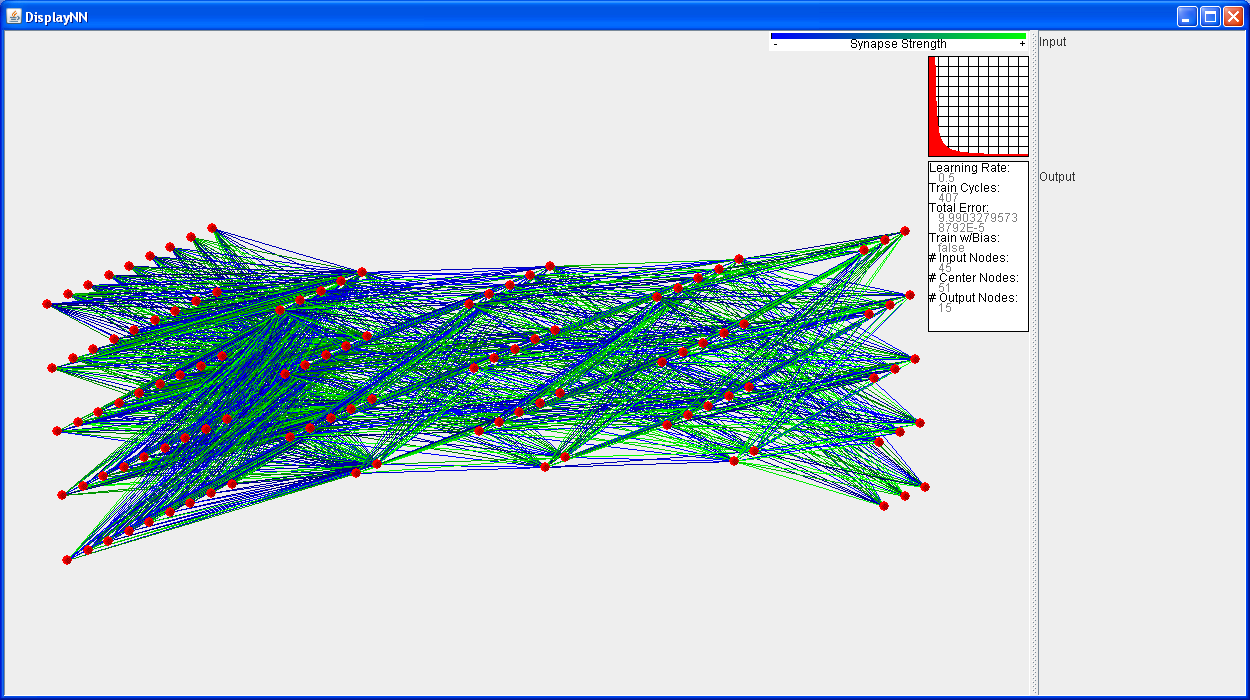 DisplayNN
- Synapse Strength +
Input
Learning Rate:
0.5
Train Cycles:
407
Total Error:
9.9903279573
8792E-5
Train w/Bias:
false
# Input Nodes:
45
# Center Nodes:
51
# Output Nodes:
15
Output